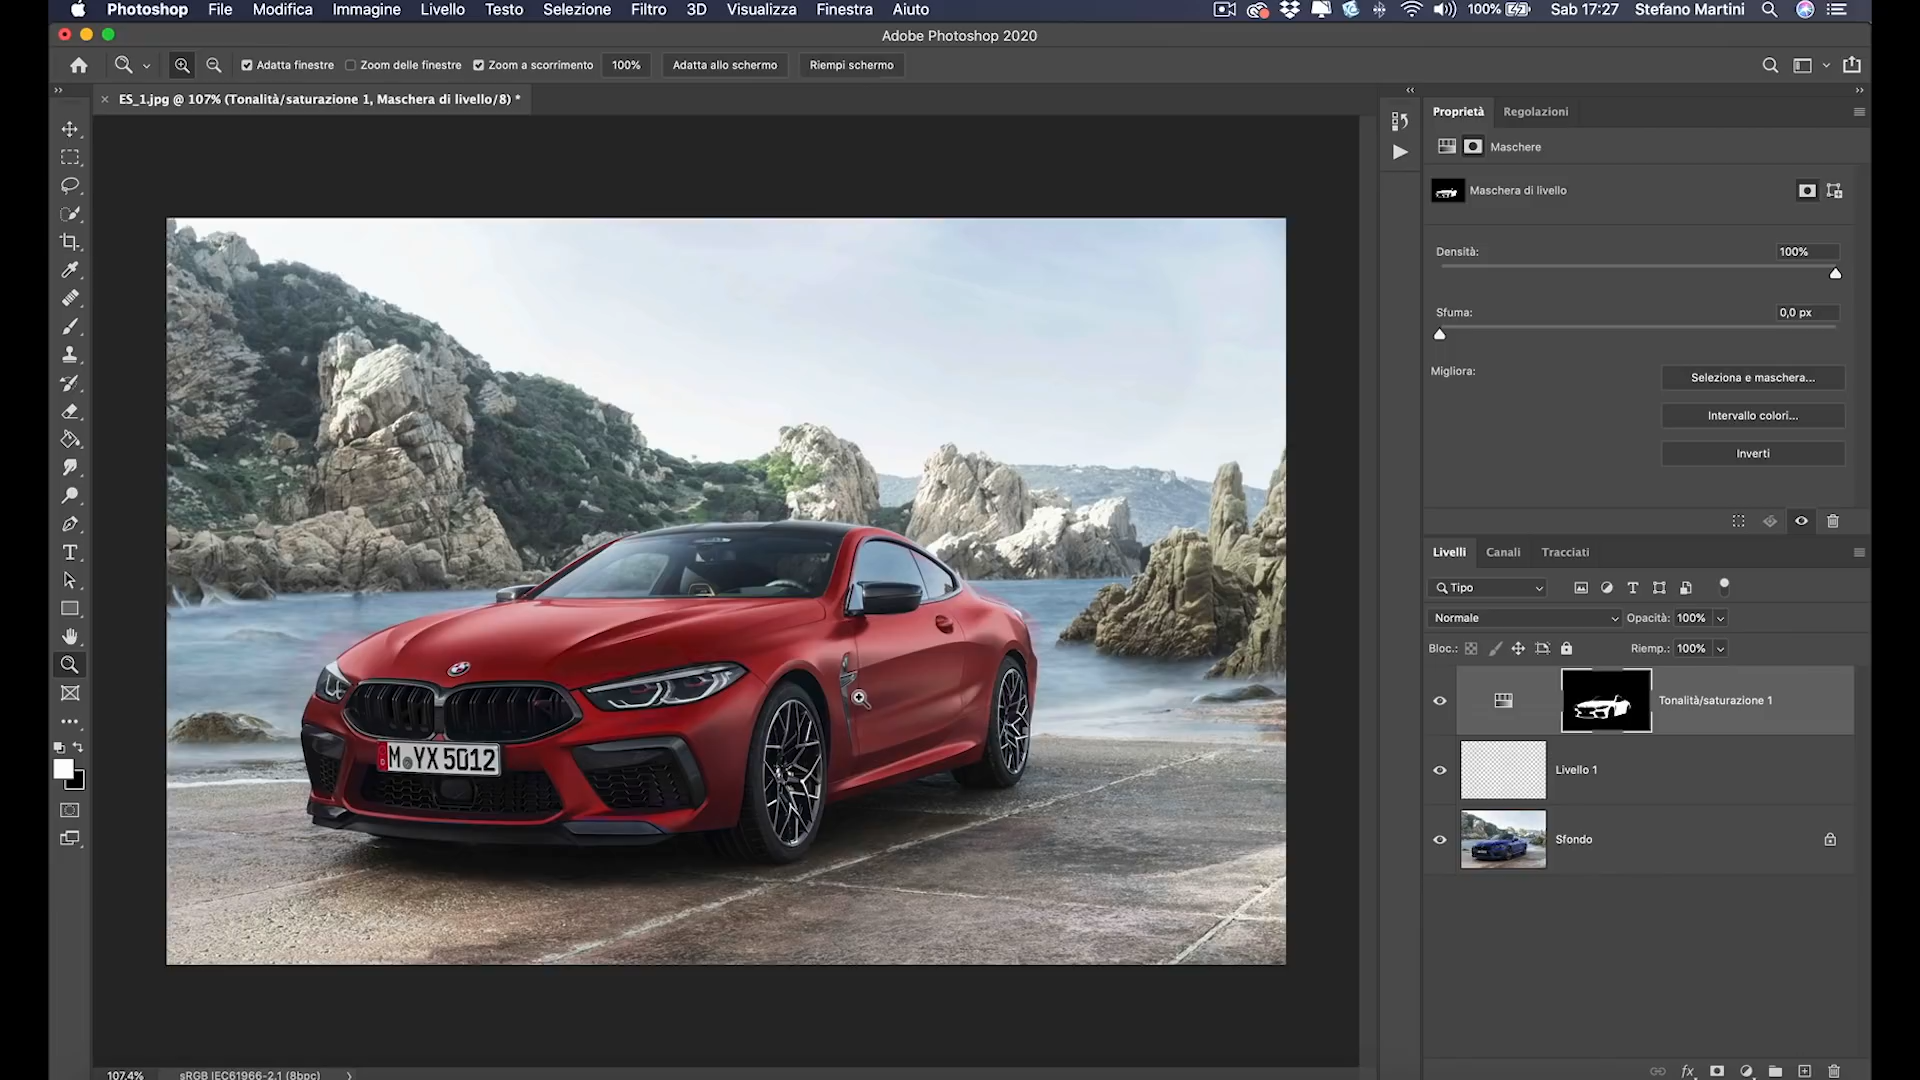 Photoshop File Modifica Immagine Livello Testo Selezione Filtro 3D Visualizza Finestra Aiuto 100% Sab 17:27 Stefano Martini
Adobe Photoshop 2020
Adatta finestre Zoom delle finestre Zoom a scorrimento 100% Adatta allo schermo Riempi schermo
ES_1.jpg @ 107% (Tonalità/saturazione 1, Maschera di livello/8) *
Proprietà Regolazioni
Maschere
Maschera di livello
Densità: 100%
Sfuma: 0,0 px
Migliora: Seleziona e maschera...
Intervallo colori...
Inverti
Livelli Canali Tracciati
Tipo
Normale Opacità: 100%
Bloc.: Riemp.: 100%
Tonalità/saturazione 1
Livello 1
Sfondo
M YX 5012
107,4% sRGB IEC61966-2.1 (8bpc)
fx